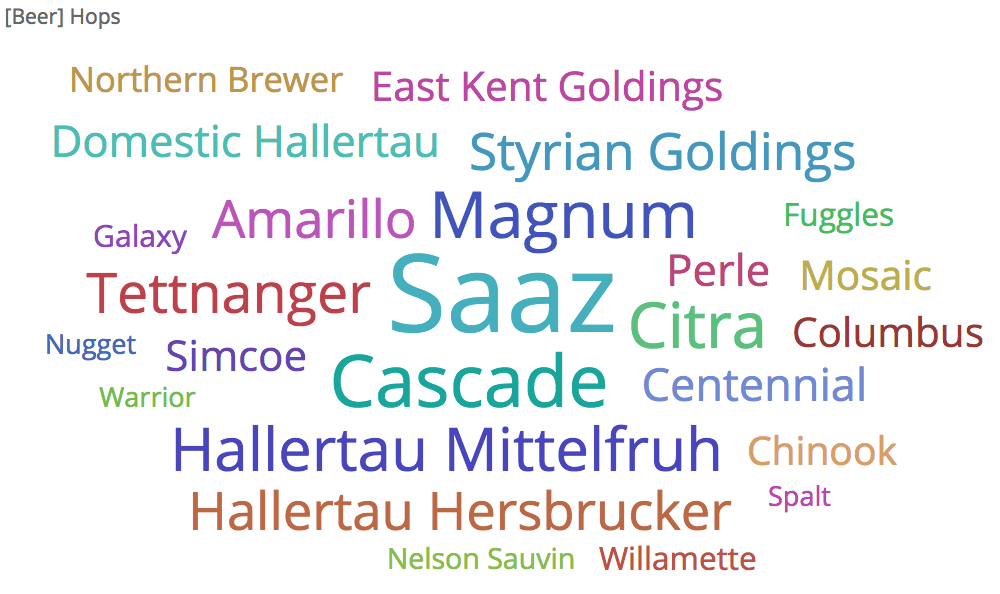 [Beer] Hops
Northern Brewer East Kent Goldings
Domestic Hallertau Styrian Goldings
Galaxy Amarillo Magnum Fuggles
Tettnanger Saaz Perle Mosaic
Citra Columbus
Nugget Simcoe Cascade Centennial
Warrior
Hallertau Mittelfruh Chinook
Hallertau Hersbrucker Spalt
Nelson Sauvin Willamette